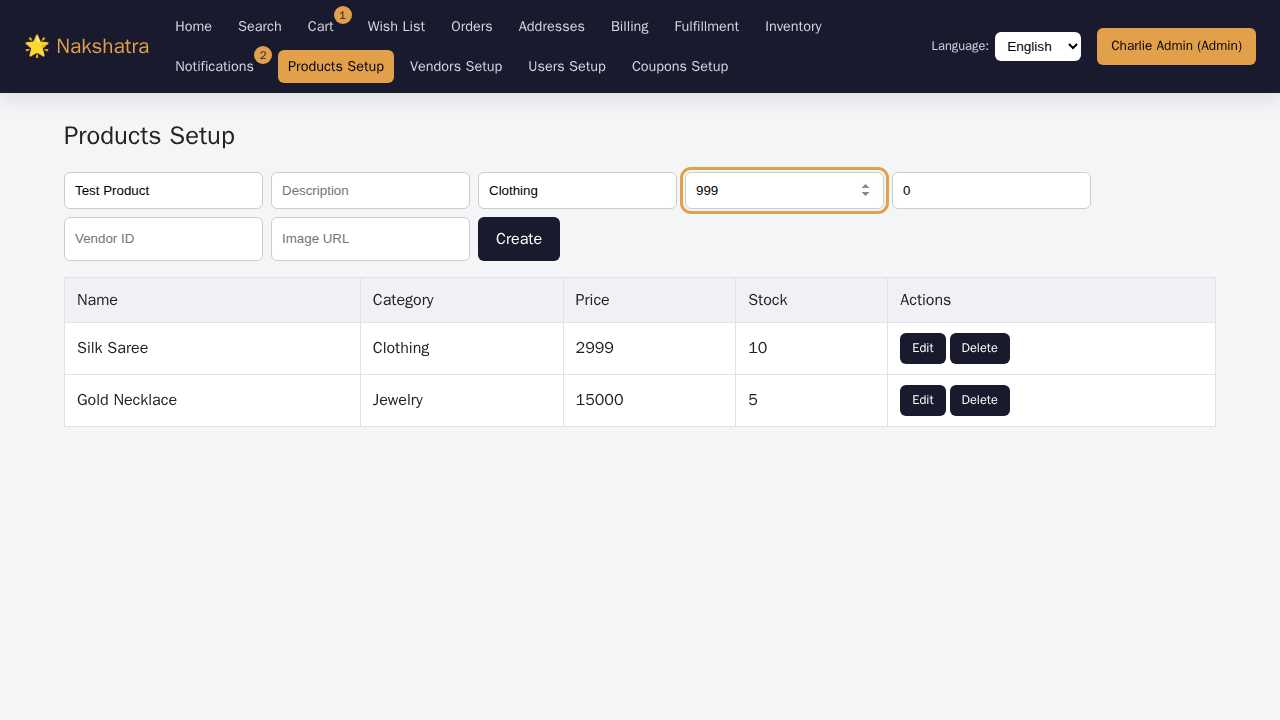 🌟 Nakshatra
Home Search Cart 1 Wish List Orders Addresses Billing Fulfillment Inventory
Notifications 2 Products Setup Vendors Setup Users Setup Coupons Setup
Language: English Charlie Admin (Admin)
Products Setup
Test Product Description Clothing 999 0
Vendor ID Image URL Create
Name Category Price Stock Actions
Silk Saree Clothing 2999 10 Edit Delete
Gold Necklace Jewelry 15000 5 Edit Delete